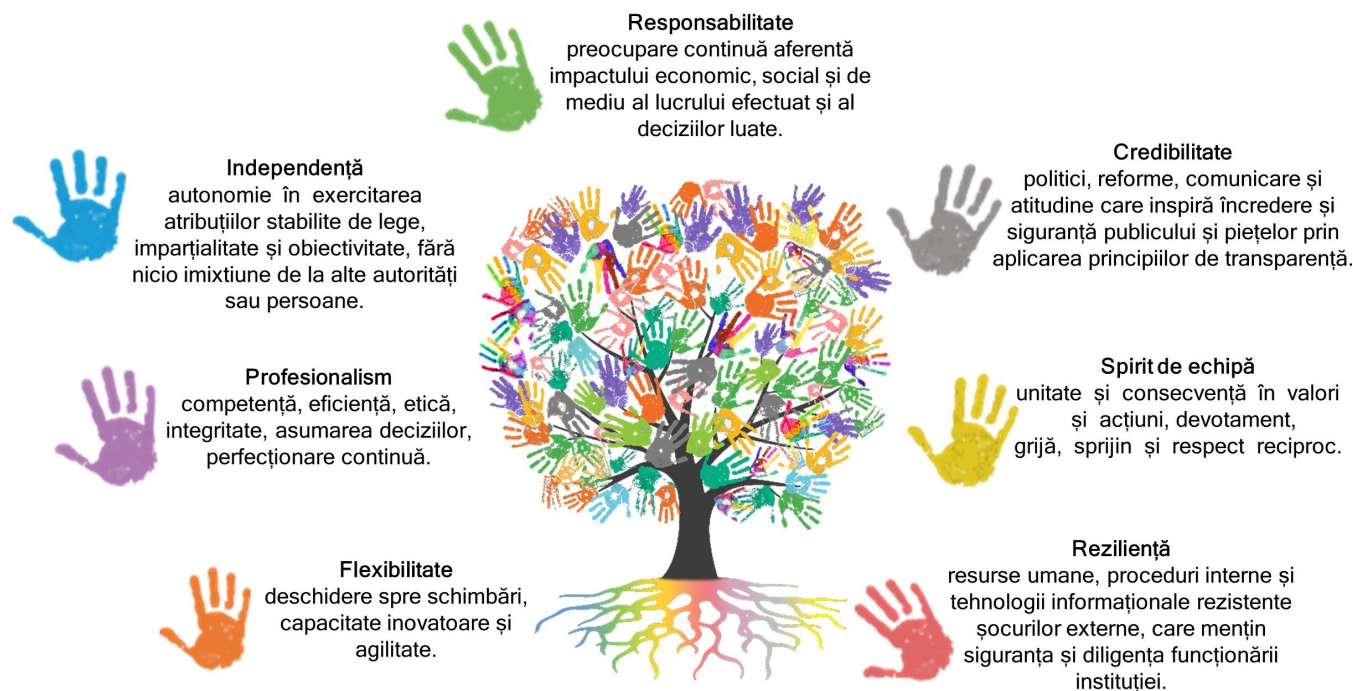 Responsabilitate
preocupare continuă aferentă
impactului economic, social și de
mediu al lucrului efectuat și al
deciziilor luate.
Independență
autonomie în exercitarea
atribuțiilor stabilite de lege,
imparțialitate și obiectivitate, fără
nicio imixtiune de la alte autorități
sau persoane.
Credibilitate
politici, reforme, comunicare și
atitudine care inspiră încredere și
siguranță publicului și piețelor prin
aplicarea principiilor de transparență.
Profesionalism
competență, eficiență, etică,
integritate, asumarea deciziilor,
perfecționare continuă.
Spirit de echipă
unitate și consecvență în valori
și acțiuni, devotament,
grijă, sprijin și respect reciproc.
Flexibilitate
deschidere spre schimbări,
capacitate inovatoare și
agilitate.
Reziliență
resurse umane, proceduri interne și
tehnologii informaționale rezistente
șocurilor externe, care mențin
siguranța și diligența funcționării
instituției.